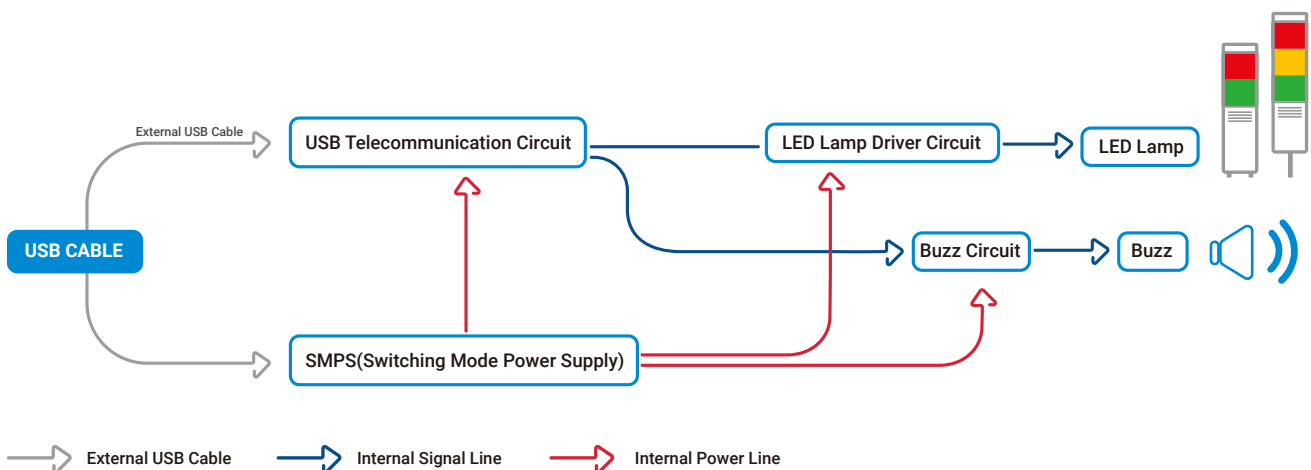 External USB Cable
USB Telecommunication Circuit
LED Lamp Driver Circuit
LED Lamp
USB CABLE
Buzz Circuit
Buzz
SMPS(Switching Mode Power Supply)
External USB Cable
Internal Signal Line
Internal Power Line